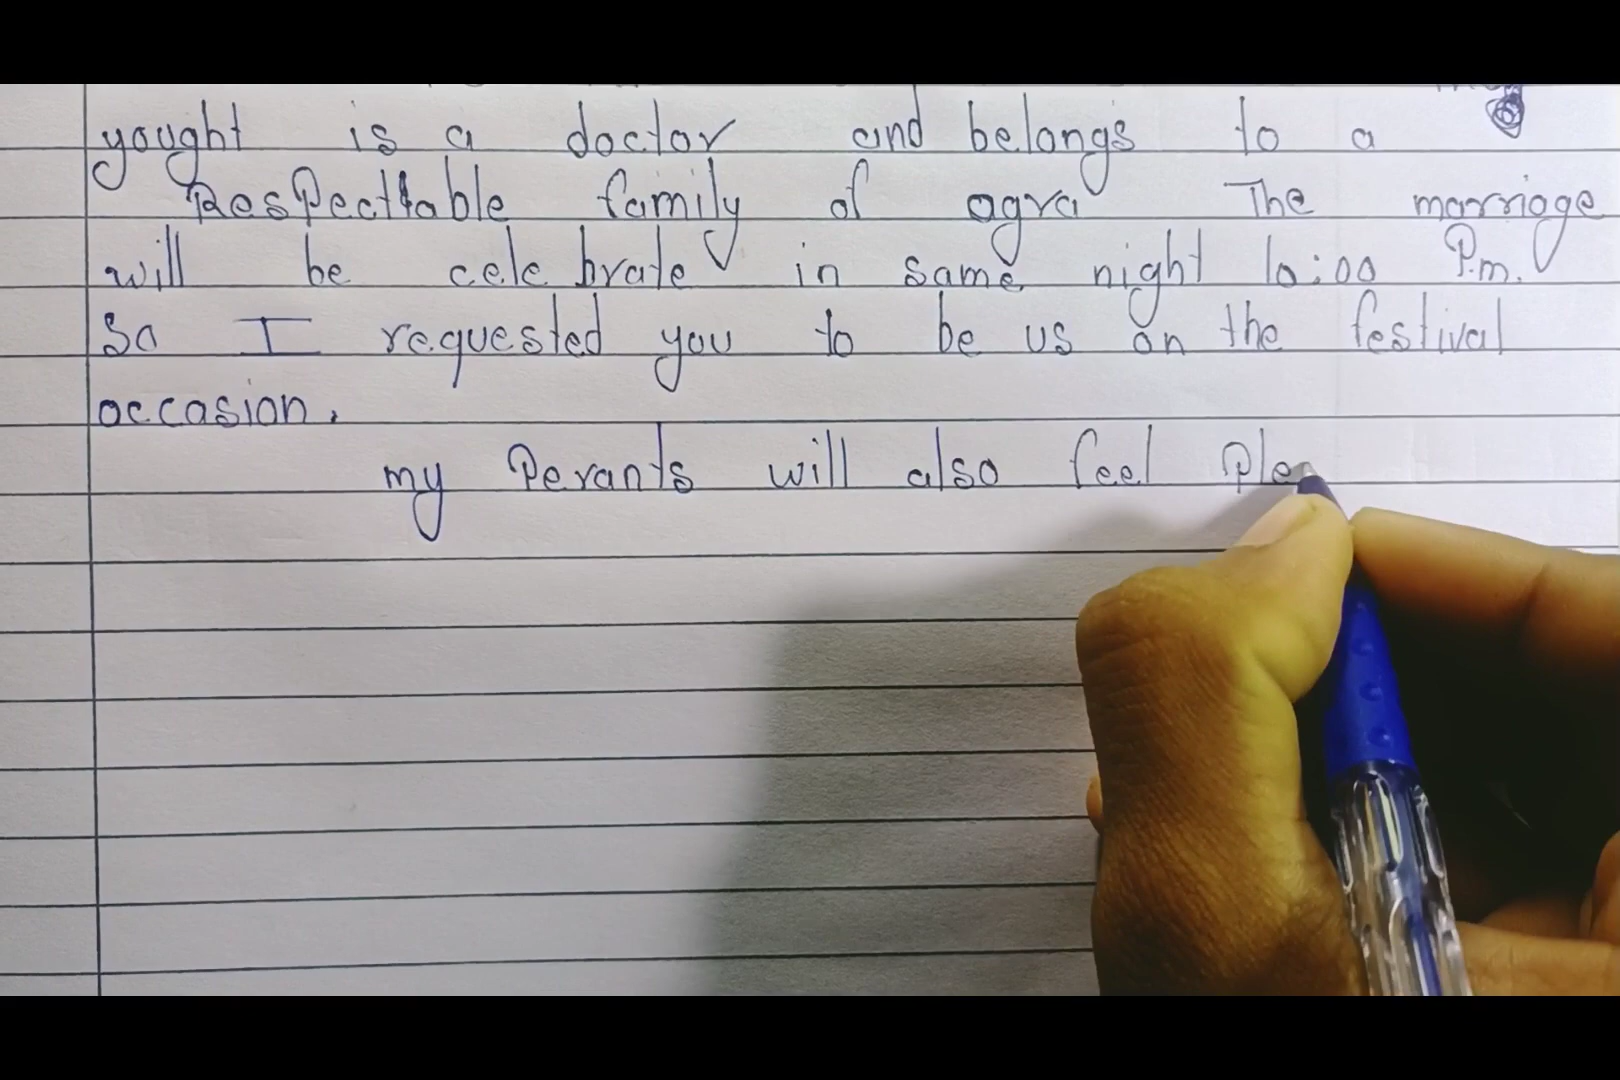 yought is a doctor and belongs to a
Respecttable family of agra The marriage
will be cele brate in same night 10:00 P.m.
So I requested you to be us on the festival
occasion.
my Perants will also feel Ple